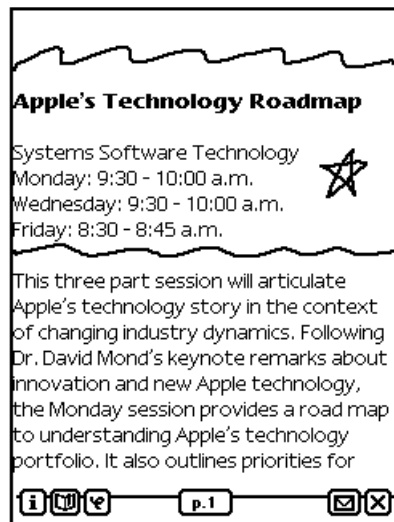 Apple's Technology Roadmap
Systems Software Technology
Monday: 9:30 - 10:00 a.m.
Wednesday: 9:30 - 10:00 a.m.
Friday: 8:30 - 8:45 a.m.
This three part session will articulate
Apple's technology story in the context
of changing industry dynamics. Following
Dr. David Mond's keynote remarks about
innovation and new Apple technology,
the Monday session provides a road map
to understanding Apple's technology
portfolio. It also outlines priorities for
i p.1